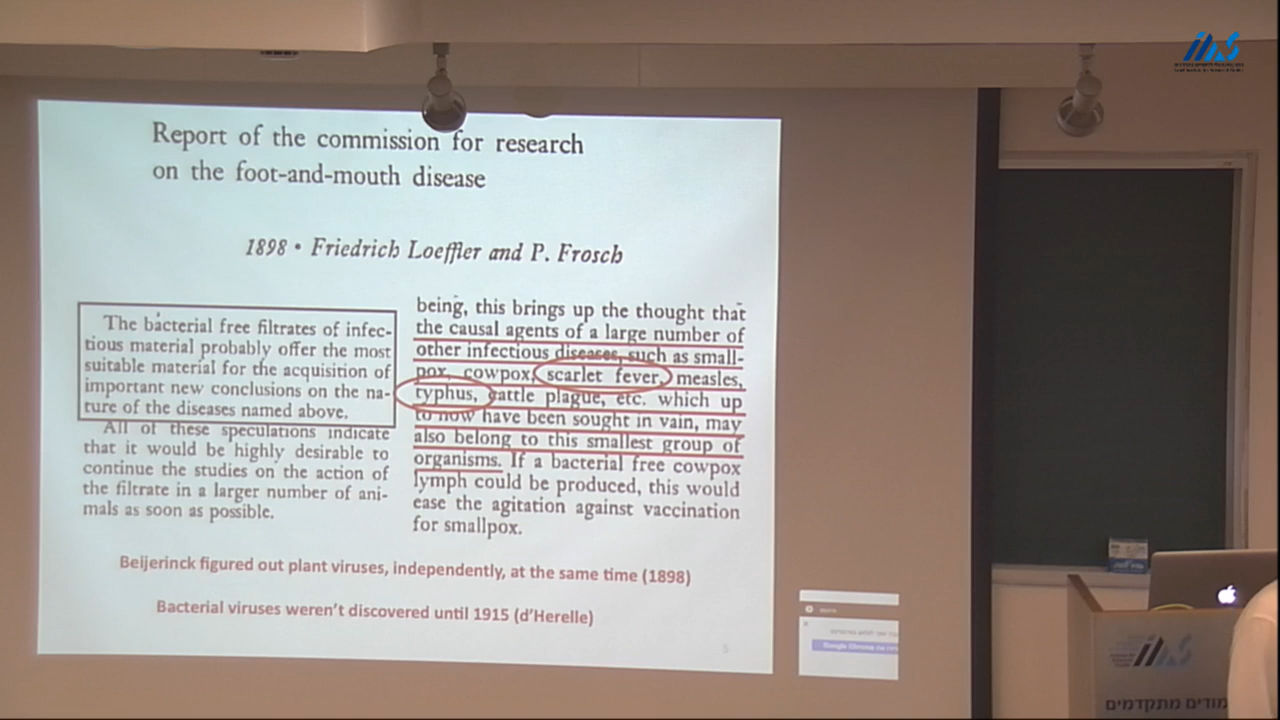 Report of the commission for research
on the foot-and-mouth disease
1898 • Friedrich Loeffler and P. Frosch
The bacterial free filtrates of infec-
tious material probably offer the most
suitable material for the acquisition of
important new conclusions on the na-
ture of the diseases named above.
All of these speculations indicate
that it would be highly desirable to
continue the studies on the action of
the filtrate in a larger number of ani-
mals as soon as possible.
being, this brings up the thought that
the causal agents of a large number of
other infectious diseases, such as small-
pox, cowpox, scarlet fever, measles,
typhus, cattle plague, etc. which up
to now have been sought in vain, may
also belong to this smallest group of
organisms. If a bacterial free cowpox
lymph could be produced, this would
ease the agitation against vaccination
for smallpox.
Beijerinck figured out plant viruses, independently, at the same time (1898)
Bacterial viruses weren't discovered until 1915 (d'Herelle)
5
Google Chrome
מודים מתקדמים